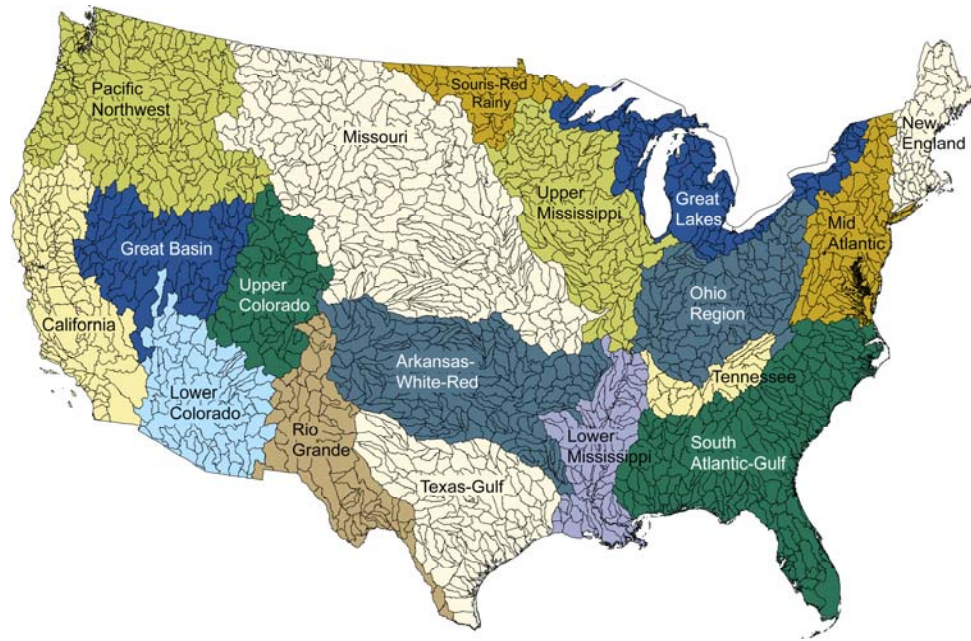 Pacific
Northwest
Souris-Red
Rainy
New
England
Missouri
Upper
Mississippi
Great
Lakes
Mid
Atlantic
Great Basin
Upper
Colorado
Ohio
Region
California
Arkansas-
White-Red
Tennessee
Lower
Colorado
Rio
Grande
Lower
Mississippi
South
Atlantic-Gulf
Texas-Gulf